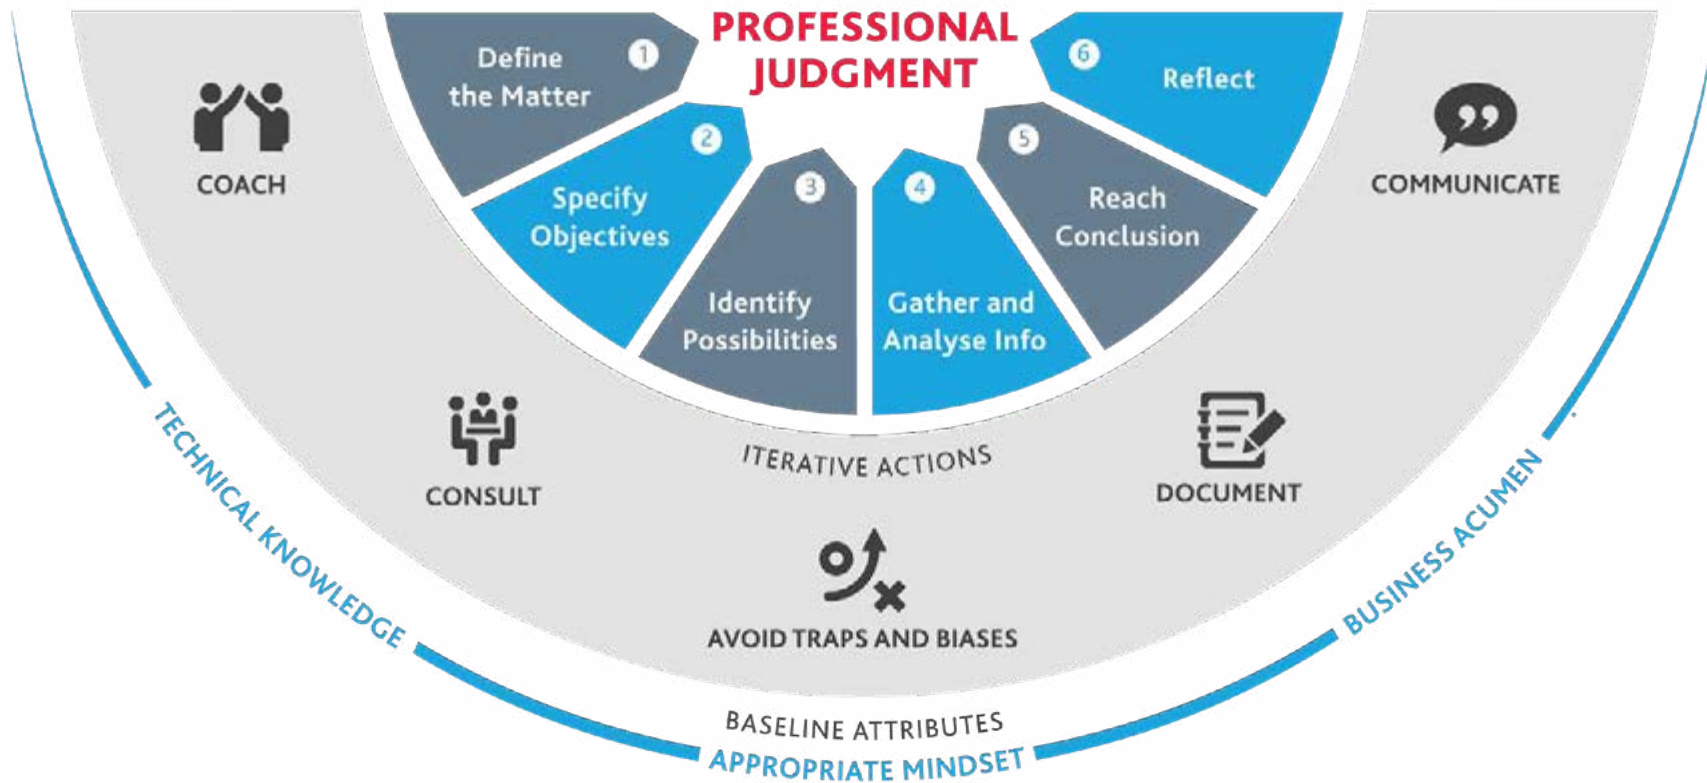 PROFESSIONAL
JUDGMENT
1
Define
the Matter
2
Specify
Objectives
3
Identify
Possibilities
4
Gather and
Analyse Info
5
Reach
Conclusion
6
Reflect
COACH
CONSULT
ITERATIVE ACTIONS
AVOID TRAPS AND BIASES
DOCUMENT
COMMUNICATE
TECHNICAL KNOWLEDGE
BASELINE ATTRIBUTES
APPROPRIATE MINDSET
BUSINESS ACUMEN